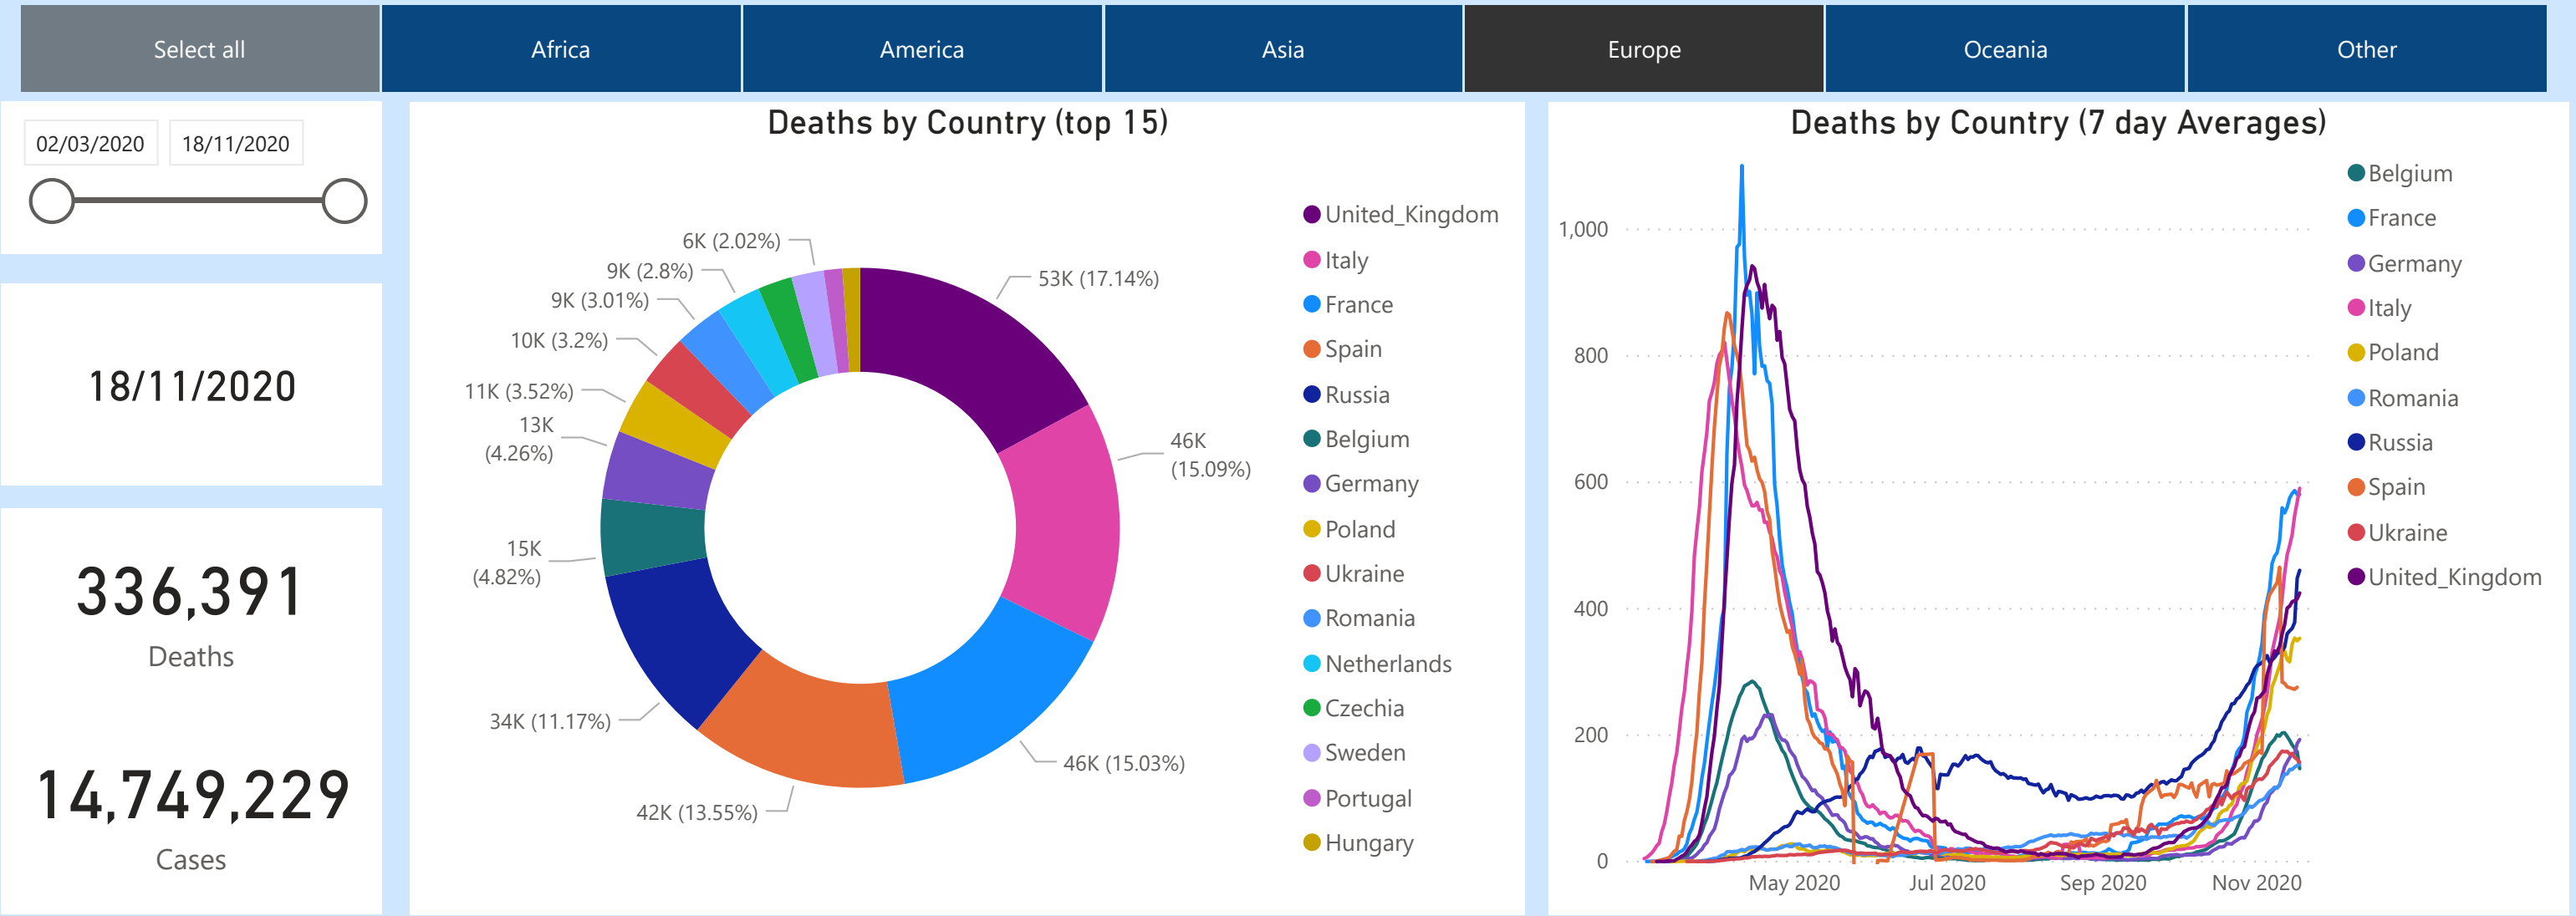 Select all
Africa
America
Asia
Europe
Oceania
Other
02/03/2020
18/11/2020
18/11/2020
336,391
Deaths
14,749,229
Cases
Deaths by Country (top 15)
6K (2.02%)
9K (2.8%)
9K (3.01%)
10K (3.2%)
11K (3.52%)
13K
(4.26%)
15K
(4.82%)
34K (11.17%)
42K (13.55%)
53K (17.14%)
46K
(15.09%)
46K (15.03%)
United_Kingdom
Italy
France
Spain
Russia
Belgium
Germany
Poland
Ukraine
Romania
Netherlands
Czechia
Sweden
Portugal
Hungary
Deaths by Country (7 day Averages)
1,000
800
600
400
200
0
May 2020
Jul 2020
Sep 2020
Nov 2020
Belgium
France
Germany
Italy
Poland
Romania
Russia
Spain
Ukraine
United_Kingdom